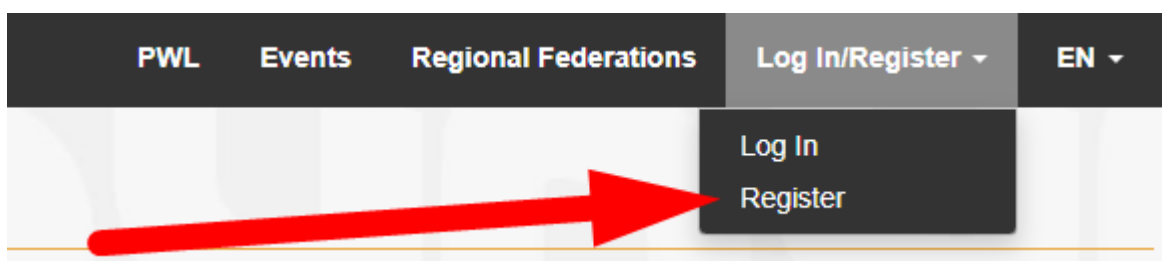 PWL Events Regional Federations Log In/Register EN
Log In
Register